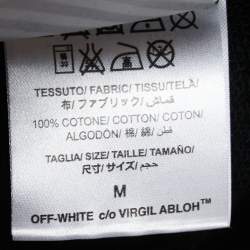 TESSUTO/ FABRIC/ TISSU/TELA/
布/ ファブリック/ قماش/
100% COTONE/ COTTON/ COTON/
ALGODÓN/ 棉/ 綿/ قطن/
TAGLIA/ SIZE/ TAILLE/ TAMAÑO/
尺寸/ サイズ/ حجم/
M
OFF-WHITE c/o VIRGIL ABLOH™